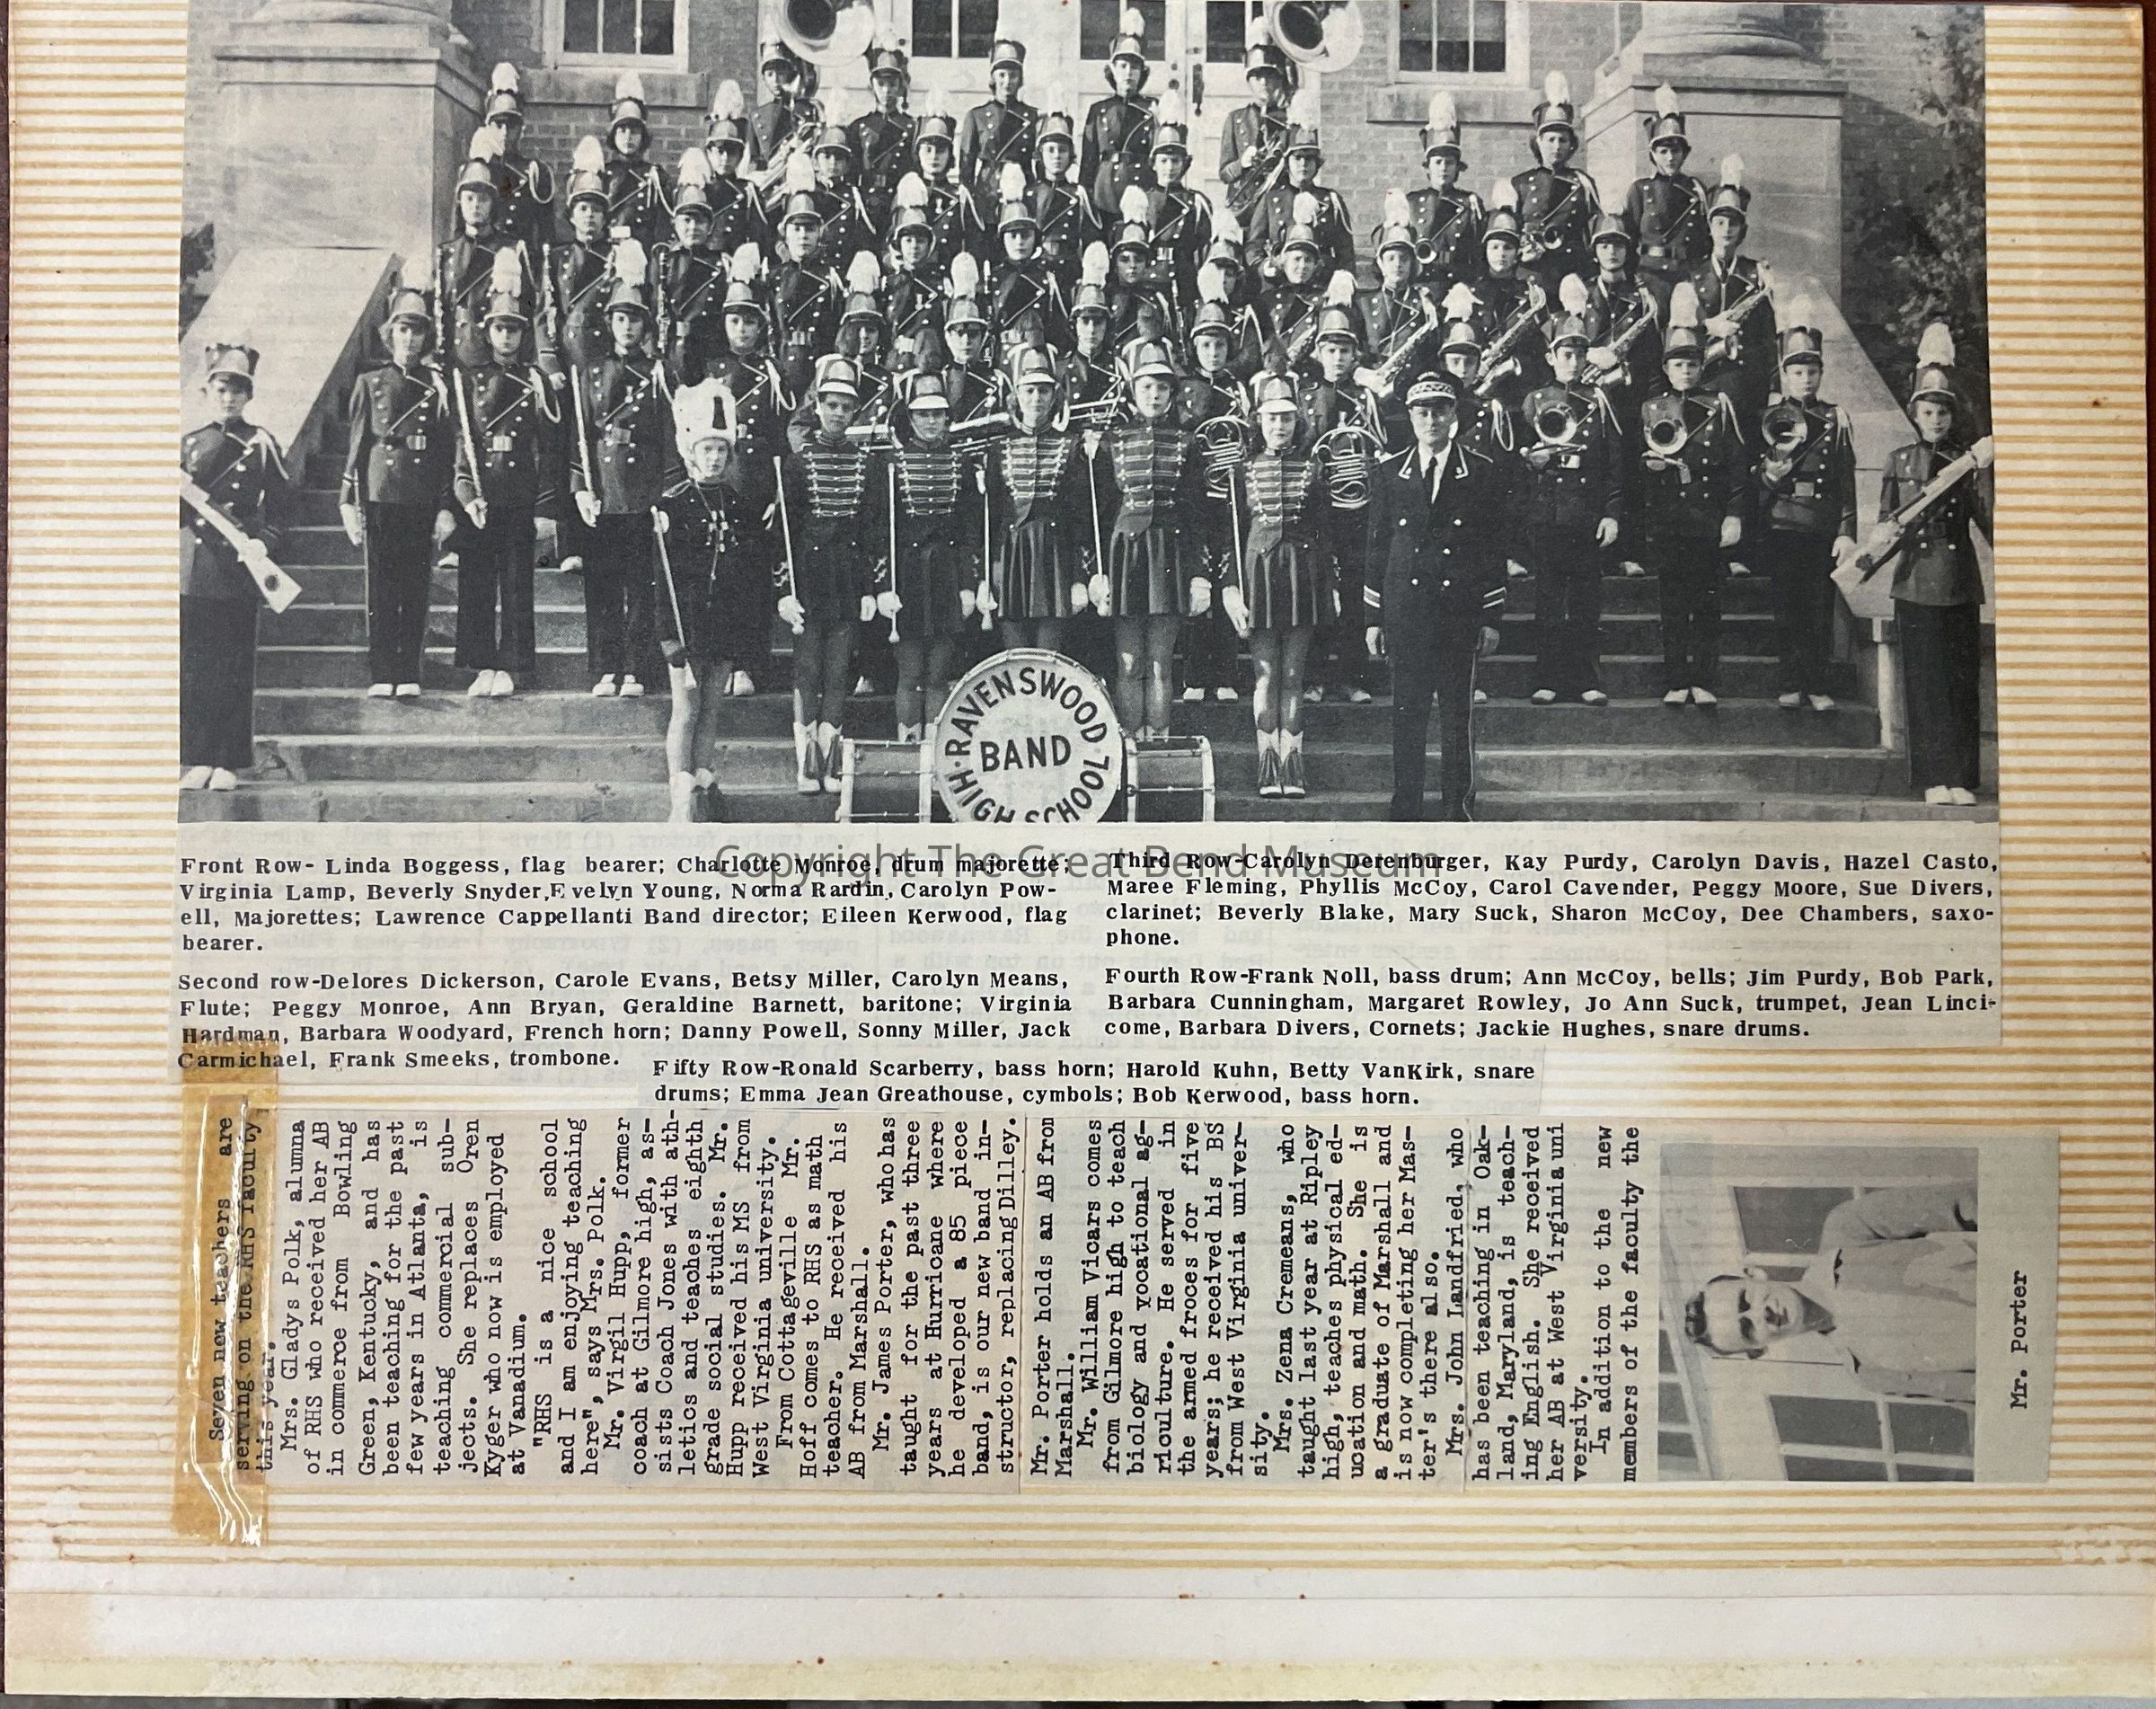 ·RAVENSWOOD·
BAND
HIGH SCHOOL
Copyright The Great Bend Museum
Front Row- Linda Boggess, flag bearer; Charlotte Monroe, drum majorette;
Virginia Lamp, Beverly Snyder,Evelyn Young, Norma Rardin, Carolyn Pow-
ell, Majorettes; Lawrence Cappellanti Band director; Eileen Kerwood, flag
bearer.
Second row-Delores Dickerson, Carole Evans, Betsy Miller, Carolyn Means,
Flute; Peggy Monroe, Ann Bryan, Geraldine Barnett, baritone; Virginia
Hardman, Barbara Woodyard, French horn; Danny Powell, Sonny Miller, Jack
Carmichael, Frank Smeeks, trombone.
Third Row-Carolyn Derenburger, Kay Purdy, Carolyn Davis, Hazel Casto,
Maree Fleming, Phyllis McCoy, Carol Cavender, Peggy Moore, Sue Divers,
clarinet; Beverly Blake, Mary Suck, Sharon McCoy, Dee Chambers, saxo-
phone.
Fourth Row-Frank Noll, bass drum; Ann McCoy, bells; Jim Purdy, Bob Park,
Barbara Cunningham, Margaret Rowley, Jo Ann Suck, trumpet, Jean Linci-
come, Barbara Divers, Cornets; Jackie Hughes, snare drums.
Fifty Row-Ronald Scarberry, bass horn; Harold Kuhn, Betty VanKirk, snare
drums; Emma Jean Greathouse, cymbols; Bob Kerwood, bass horn.
Seven new teachers are
serving on the RHS faculty
this year.
Mrs. Gladys Polk, alumna
of RHS who received her AB
in commerce from Bowling
Green, Kentucky, and has
been teaching for the past
few years in Atlanta, is
teaching commercial sub-
jects. She replaces Oren
Kyger who now is employed
at Vanadium.
"RHS is a nice school
and I am enjoying teaching
here", says Mrs. Polk.
Mr. Virgil Hupp, former
coach at Gilmore high, as-
sists Coach Jones with ath-
letics and teaches eighth
grade social studies. Mr.
Hupp received his MS from
West Virginia university.
From Cottageville Mr.
Hoff comes to RHS as math
teacher. He received his
AB from Marshall.
Mr. James Porter, who has
taught for the past three
years at Hurricane where
he developed a 85 piece
band, is our new band in-
structor, replacing Dilley.
Mr. Porter holds an AB from
Marshall.
Mr. William Vicars comes
from Gilmore high to teach
biology and vocational ag-
riculture. He served in
the armed froces for five
years; he received his BS
from West Virginia univer-
sity.
Mrs. Zena Cremeans, who
taught last year at Ripley
high, teaches physical ed-
ucation and math. She is
a graduate of Marshall and
is now completing her Mas-
ter's there also.
Mrs. John Landfried, who
has been teaching in Oak-
land, Maryland, is teach-
ing English. She received
her AB at West Virginia uni
versity.
In addition to the new
members of the faculty the
Mr. Porter